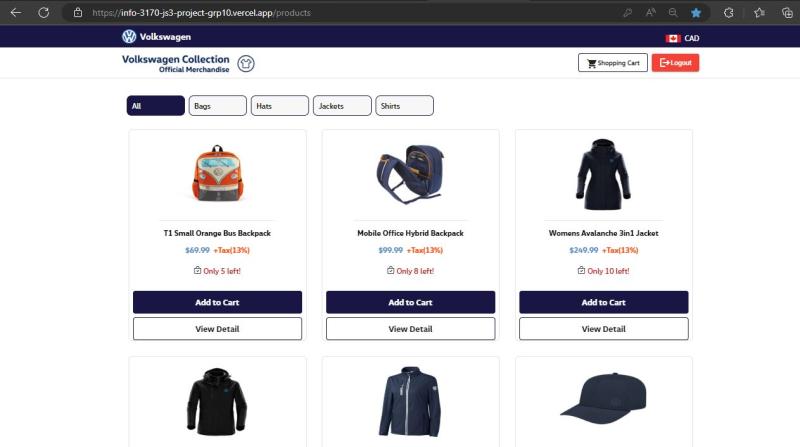 https://info-3170-js3-project-grp10.vercel.app/products
Volkswagen
CAD
Volkswagen Collection
Official Merchandise
Shopping Cart
Logout
All
Bags
Hats
Jackets
Shirts
T1 Small Orange Bus Backpack
$69.99 +Tax(13%)
Only 5 left!
Add to Cart
View Detail
Mobile Office Hybrid Backpack
$99.99 +Tax(13%)
Only 8 left!
Add to Cart
View Detail
Womens Avalanche 3in1 Jacket
$249.99 +Tax(13%)
Only 10 left!
Add to Cart
View Detail